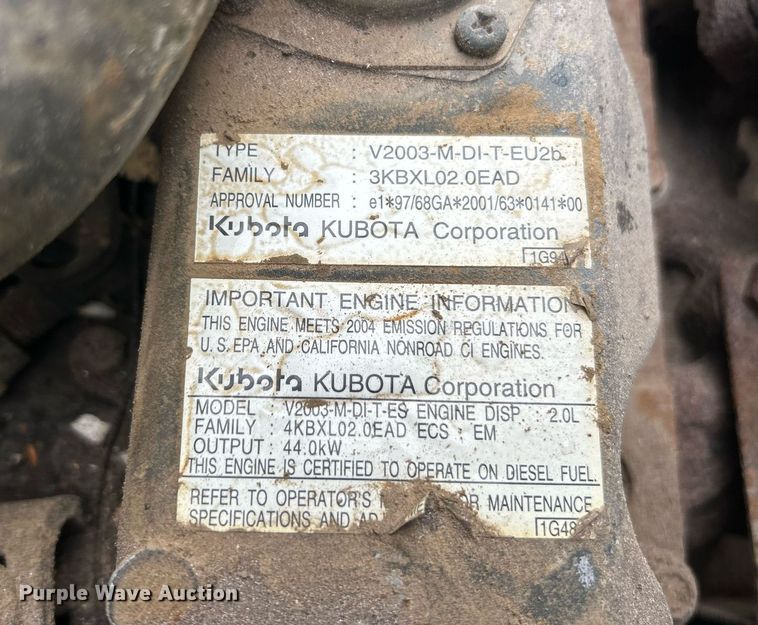 TYPE : V2003-M-DI-T-EU2b
FAMILY : 3KBXL02.0EAD
APPROVAL NUMBER : e1*97/68GA*2001/63*0141*00
Kubota KUBOTA Corporation
1G94
IMPORTANT ENGINE INFORMATION
THIS ENGINE MEETS 2004 EMISSION REGULATIONS FOR
U.S. EPA AND CALIFORNIA NONROAD CI ENGINES.
Kubota KUBOTA Corporation
MODEL : V2003-M-DI-T-ES ENGINE DISP. : 2.0L
FAMILY : 4KBXL02.0EAD ECS : EM
OUTPUT : 44.0kW
THIS ENGINE IS CERTIFIED TO OPERATE ON DIESEL FUEL.
REFER TO OPERATOR'S MAINTENANCE
SPECIFICATIONS AND
1G48
Purple Wave Auction